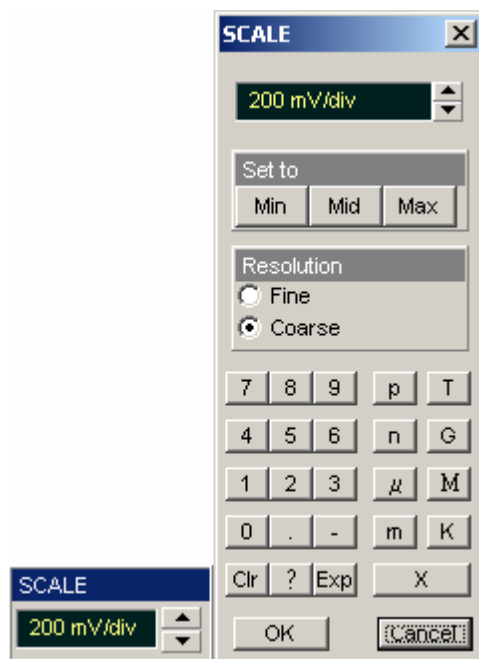 SCALE
200 mV/div
Set to
Min Mid Max
Resolution
Fine
Coarse
7 8 9 p T
4 5 6 n G
1 2 3 μ M
0 . - m K
Clr ? Exp X
OK Cancel
SCALE
200 mV/div